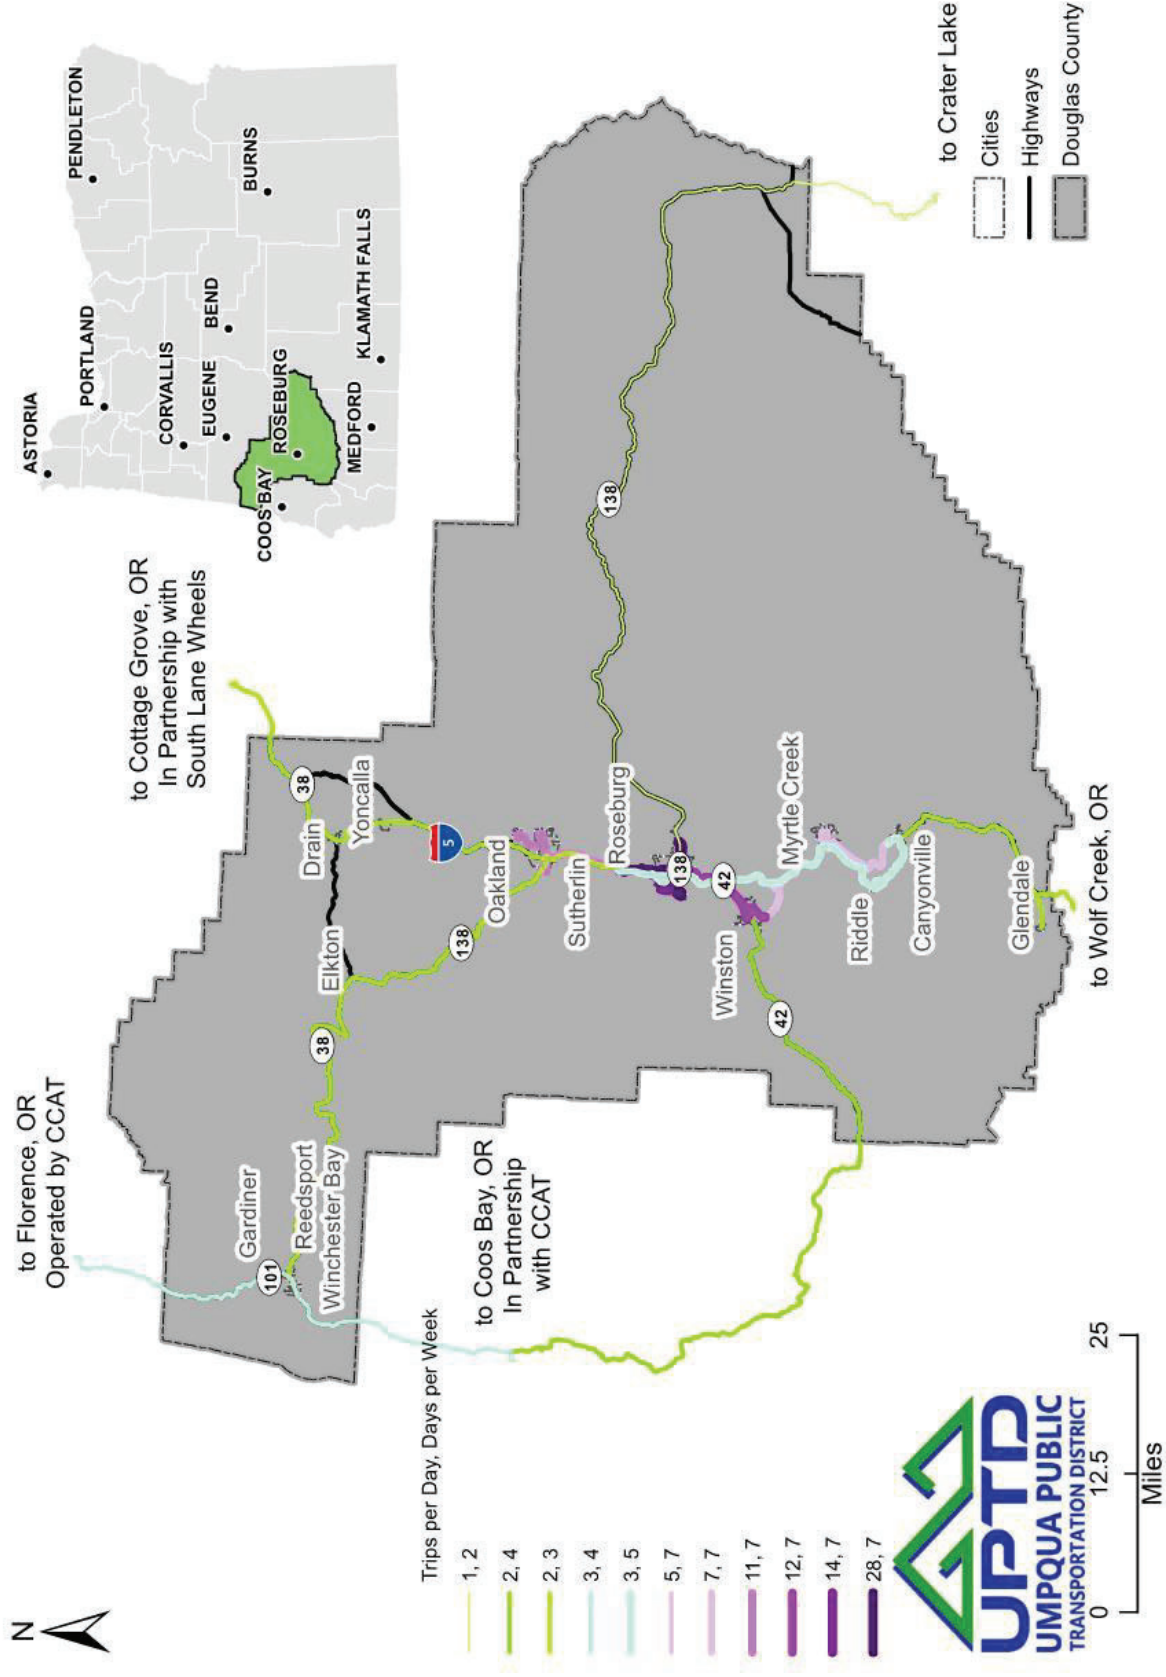 N
to Florence, OR
Operated by CCAT
to Cottage Grove, OR
In Partnership with
South Lane Wheels
ASTORIA
PORTLAND
PENDLETON
CORVALLIS
EUGENE
BEND
BURNS
COOS BAY
ROSEBURG
MEDFORD
KLAMATH FALLS
Gardiner
101
Reedsport
Winchester Bay
38
Elkton
Drain
38
Yoncalla
138
5
Oakland
Sutherlin
Roseburg
138
138
42
Winston
42
Myrtle Creek
Riddle
Canyonville
Glendale
to Coos Bay, OR
In Partnership
with CCAT
to Wolf Creek, OR
to Crater Lake
Cities
Highways
Douglas County
Trips per Day, Days per Week
1, 2
2, 4
2, 3
3, 4
3, 5
5, 7
7, 7
11, 7
12, 7
14, 7
28, 7
UPTD
UMPQUA PUBLIC
TRANSPORTATION DISTRICT
0 12.5 25
Miles